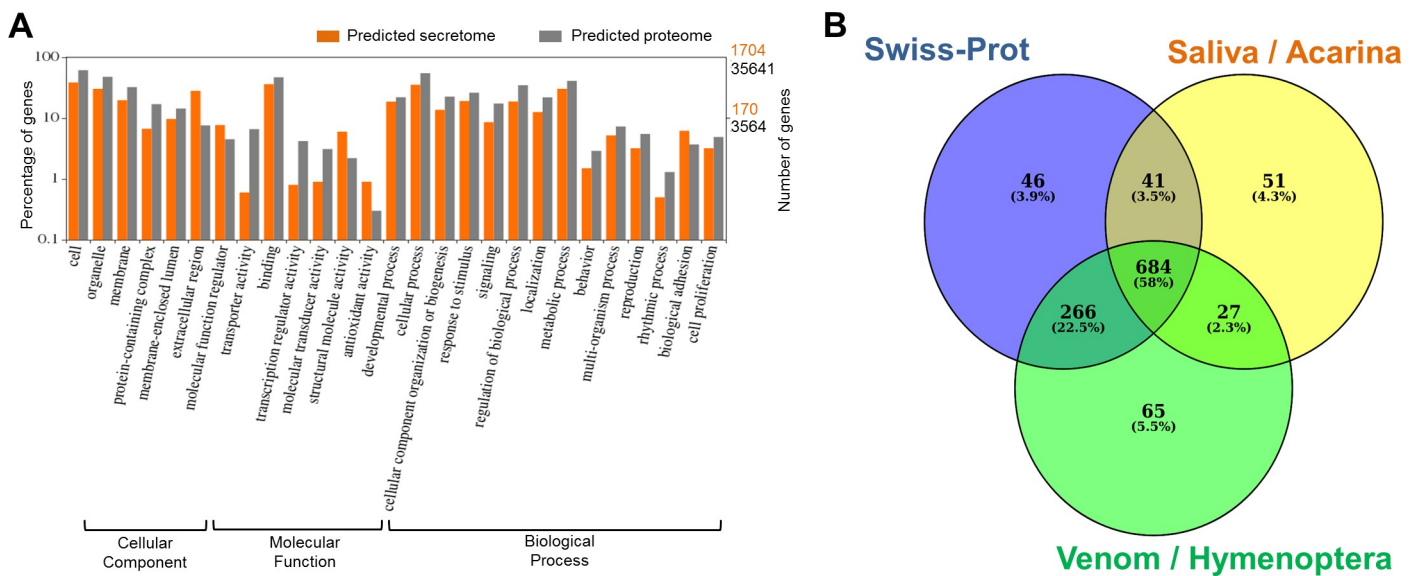 A
Predicted secretome
Predicted proteome
Percentage of genes
100
10
1
0.1
1704
35641
170
3564
Number of genes
cell
organelle
membrane
protein-containing complex
membrane-enclosed lumen
extracellular region
molecular function regulator
transporter activity
binding
transcription regulator activity
molecular transducer activity
structural molecule activity
antioxidant activity
developmental process
cellular process
cellular component organization or biogenesis
response to stimulus
signaling
regulation of biological process
localization
metabolic process
behavior
multi-organism process
reproduction
rhythmic process
biological adhesion
cell proliferation
Cellular
Component
Molecular
Function
Biological
Process
B
Swiss-Prot
Saliva / Acarina
46
(3.9%)
41
(3.5%)
51
(4.3%)
684
(58%)
266
(22.5%)
27
(2.3%)
65
(5.5%)
Venom / Hymenoptera